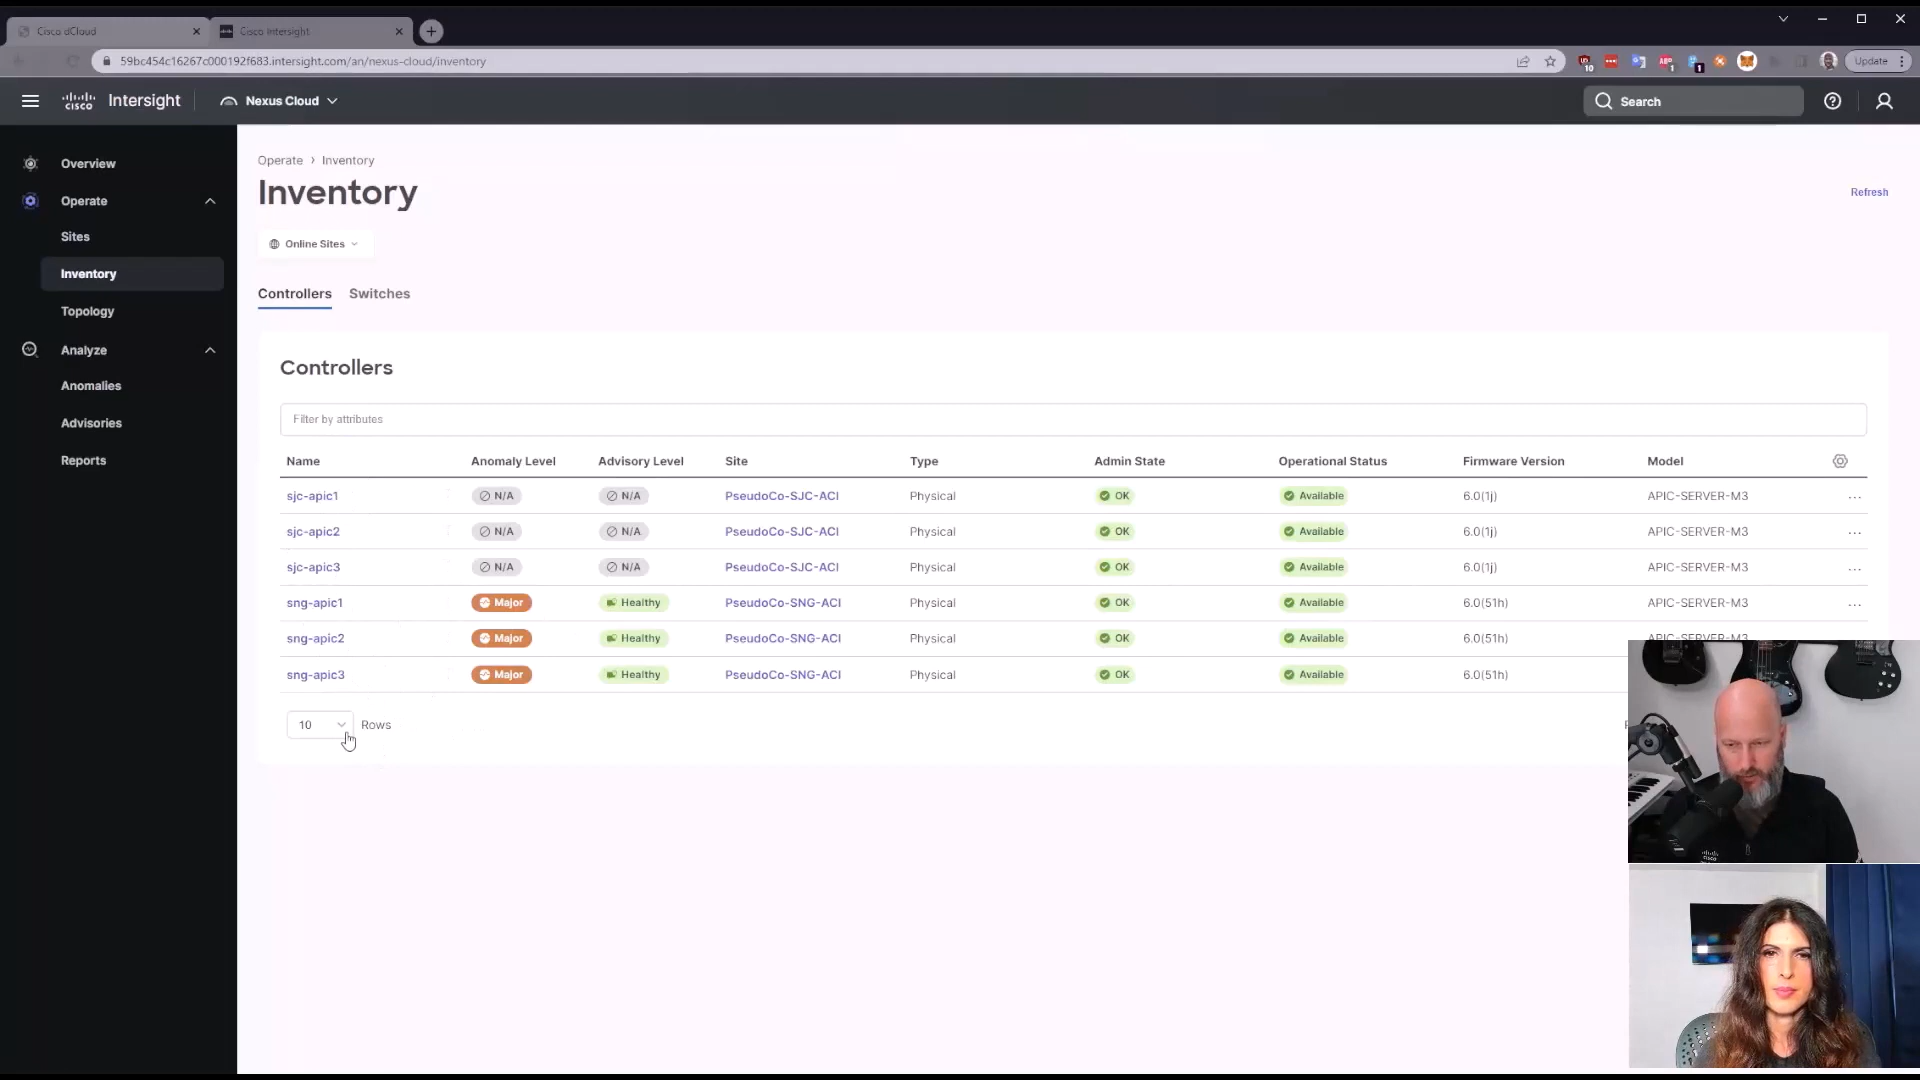 Cisco dCloud
Cisco Intersight
59bc454c16267c000192f683.intersight.com/an/nexus-cloud/inventory
10
1
1
Update
cisco
Intersight
Nexus Cloud
Search
Overview
Operate
Sites
Inventory
Topology
Analyze
Anomalies
Advisories
Reports
Operate › Inventory
Inventory
Refresh
Online Sites
Controllers Switches
Controllers
Filter by attributes
Name Anomaly Level Advisory Level Site Type Admin State Operational Status Firmware Version Model
sjc-apic1 N/A N/A PseudoCo-SJC-ACI Physical OK Available 6.0(1j) APIC-SERVER-M3 ...
sjc-apic2 N/A N/A PseudoCo-SJC-ACI Physical OK Available 6.0(1j) APIC-SERVER-M3 ...
sjc-apic3 N/A N/A PseudoCo-SJC-ACI Physical OK Available 6.0(1j) APIC-SERVER-M3 ...
sng-apic1 Major Healthy PseudoCo-SNG-ACI Physical OK Available 6.0(51h) APIC-SERVER-M3 ...
sng-apic2 Major Healthy PseudoCo-SNG-ACI Physical OK Available 6.0(51h) APIC-SERVER-M3
sng-apic3 Major Healthy PseudoCo-SNG-ACI Physical OK Available 6.0(51h)
10 Rows